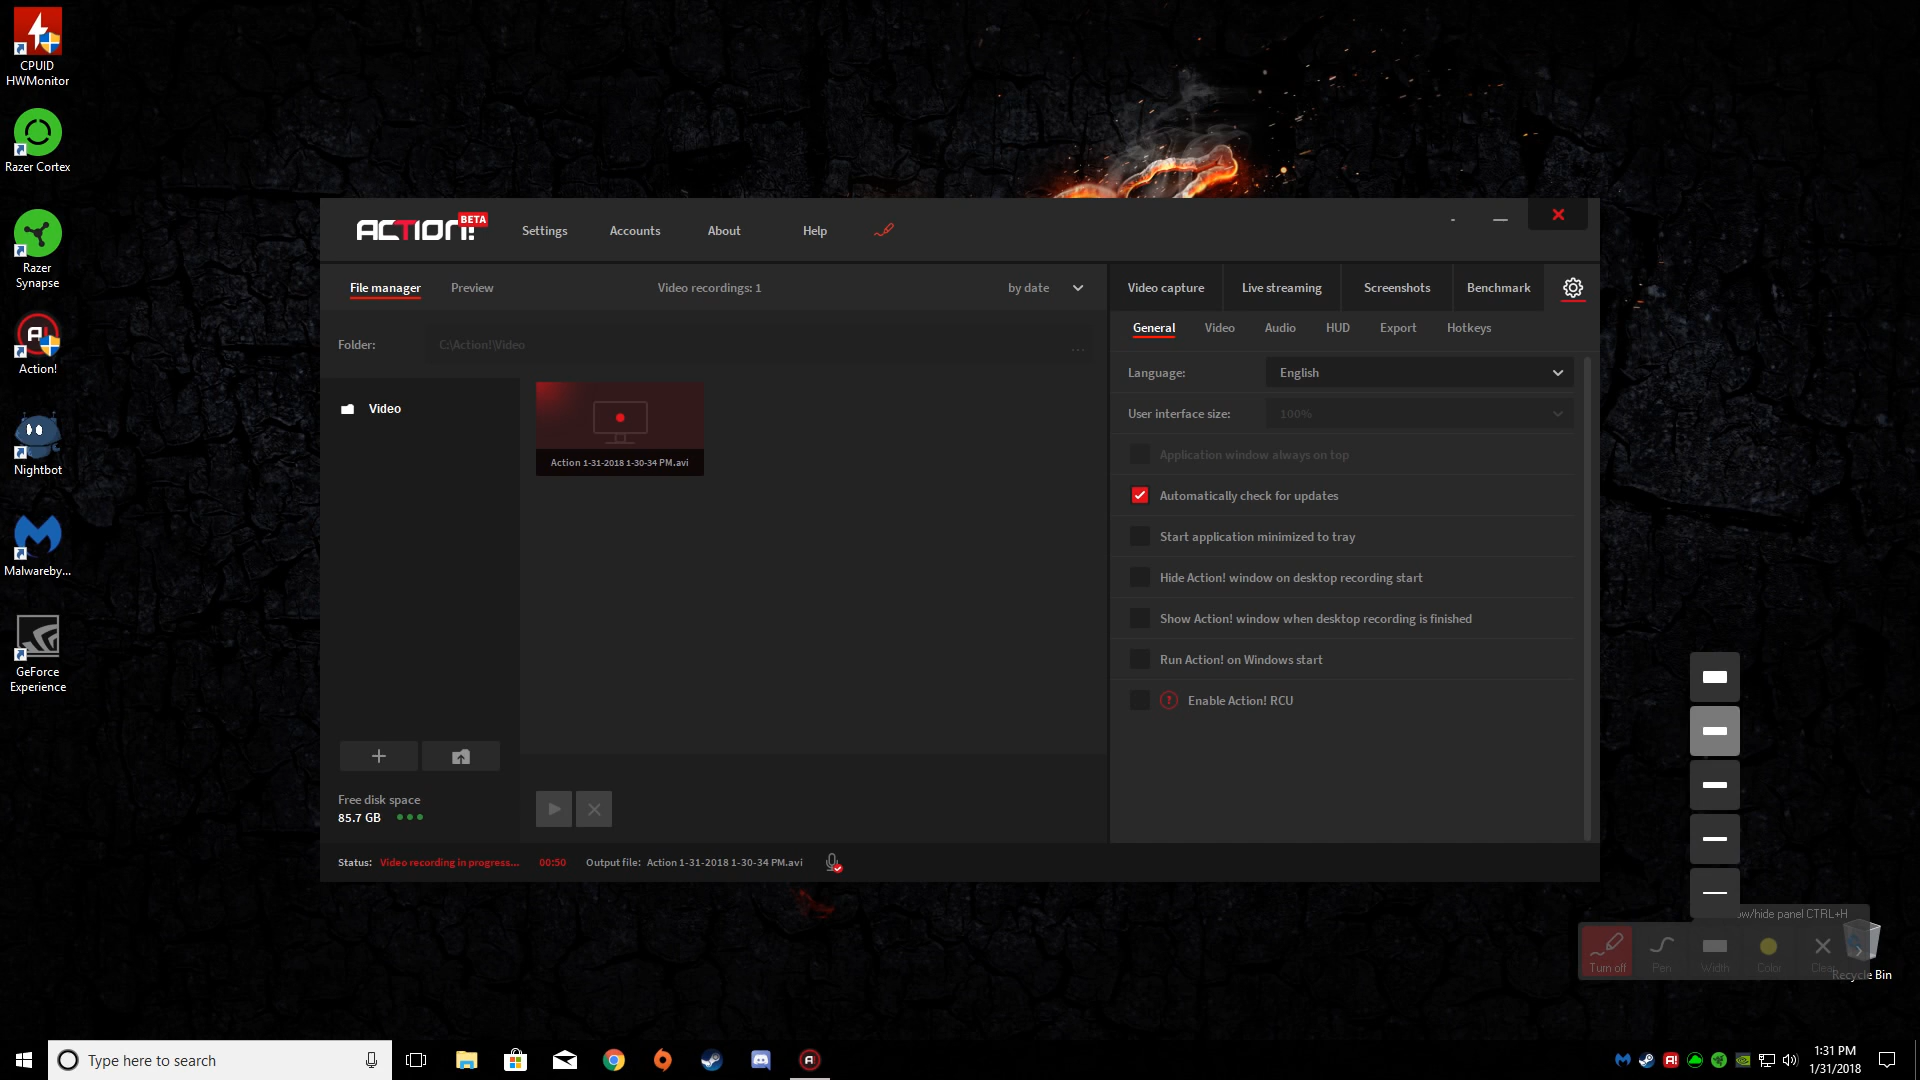 CPUID
HWMonitor
Razer Cortex
Razer
Synapse
Action!
Nightbot
Malwareby...
GeForce
Experience
ACTION!
BETA
Settings
Accounts
About
Help
File manager
Preview
Video recordings: 1
by date
Folder:
C:\Action!\Video
...
Video
Action 1-31-2018 1-30-34 PM.avi
Free disk space
85.7 GB
Video capture
Live streaming
Screenshots
Benchmark
General
Video
Audio
HUD
Export
Hotkeys
Language:
English
User interface size:
100%
Application window always on top
Automatically check for updates
Start application minimized to tray
Hide Action! window on desktop recording start
Show Action! window when desktop recording is finished
Run Action! on Windows start
Enable Action! RCU
Status:
Video recording in progress...
00:50
Output file: Action 1-31-2018 1-30-34 PM.avi
ow/hide panel CTRL+H
Turn off
Pen
Width
Color
Clear
Recycle Bin
Type here to search
1:31 PM
1/31/2018